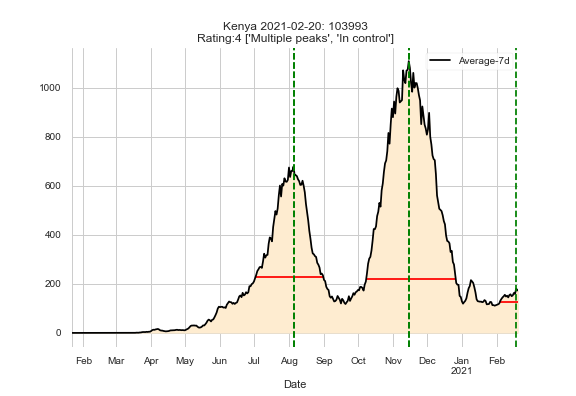 Kenya 2021-02-20: 103993
Rating:4 ['Multiple peaks', 'In control']
Average-7d
1000
800
600
400
200
0
Feb Mar Apr May Jun Jul Aug Sep Oct Nov Dec Jan Feb
2021
Date